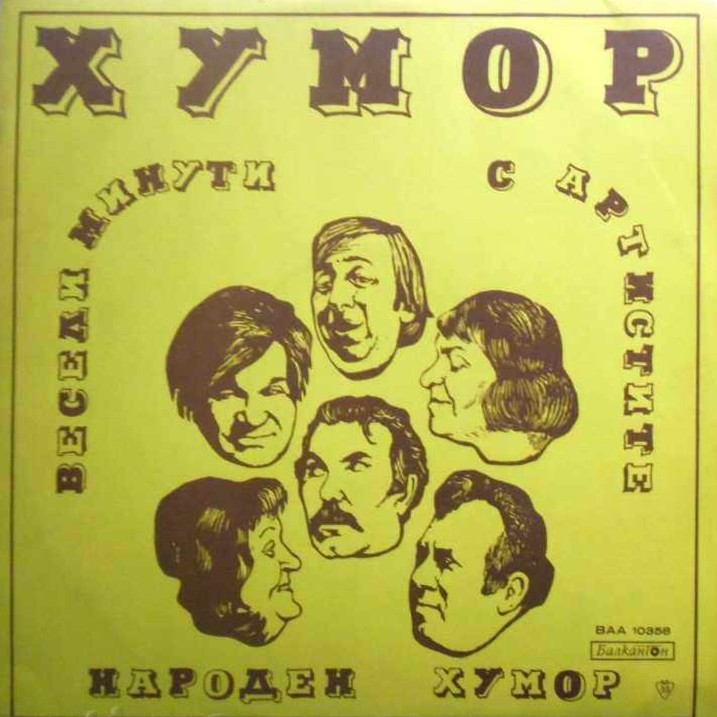 ХУМОР
ВЕСЕЛИ МИНУТИ С АРТИСТИТЕ
ВАА 10358
Балкантон
НАРОДЕН ХУМОР